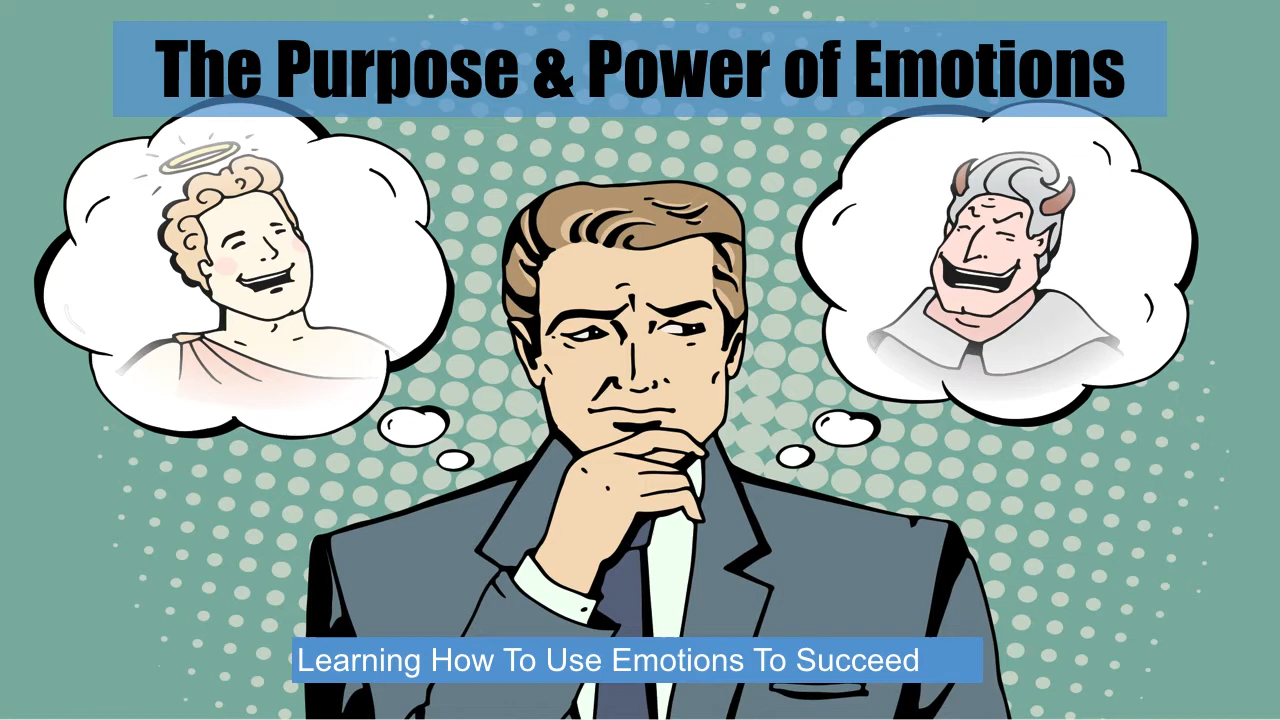 The Purpose & Power of Emotions
Learning How To Use Emotions To Succeed